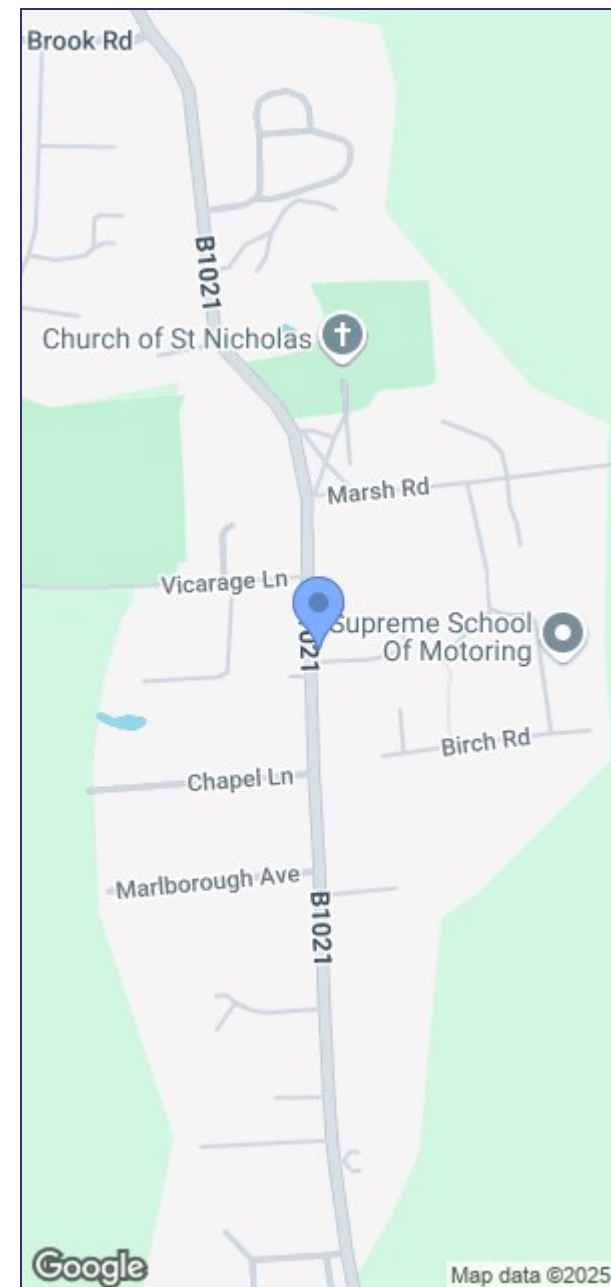 Brook Rd
B1021
Church of St Nicholas
Marsh Rd
Vicarage Ln
021
Supreme School
Of Motoring
Birch Rd
Chapel Ln
Marlborough Ave
B1021
Google
Map data ©2025